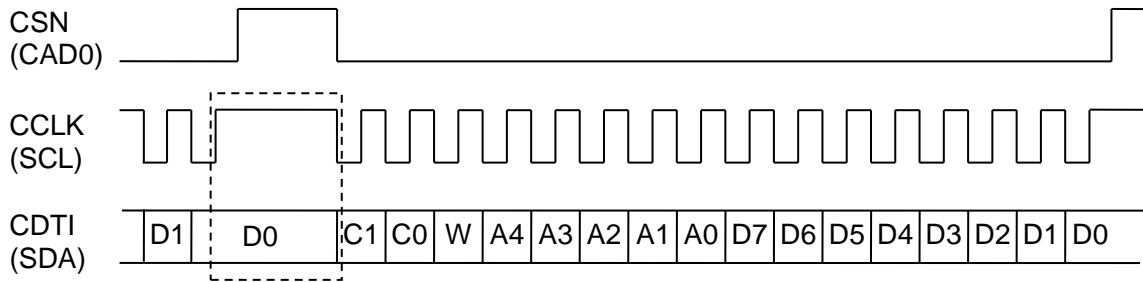 CSN
(CAD0)
CCLK
(SCL)
CDTI
(SDA)
D1 D0 C1 C0 W A4 A3 A2 A1 A0 D7 D6 D5 D4 D3 D2 D1 D0